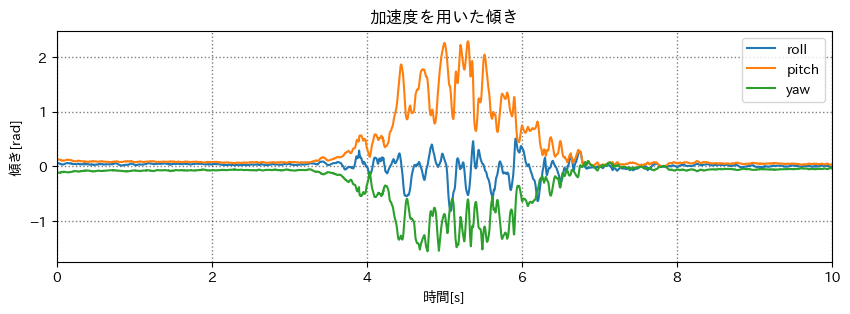 加速度を用いた傾き
傾き[rad]
2
1
0
−1
roll
pitch
yaw
0 2 4 6 8 10
時間[s]